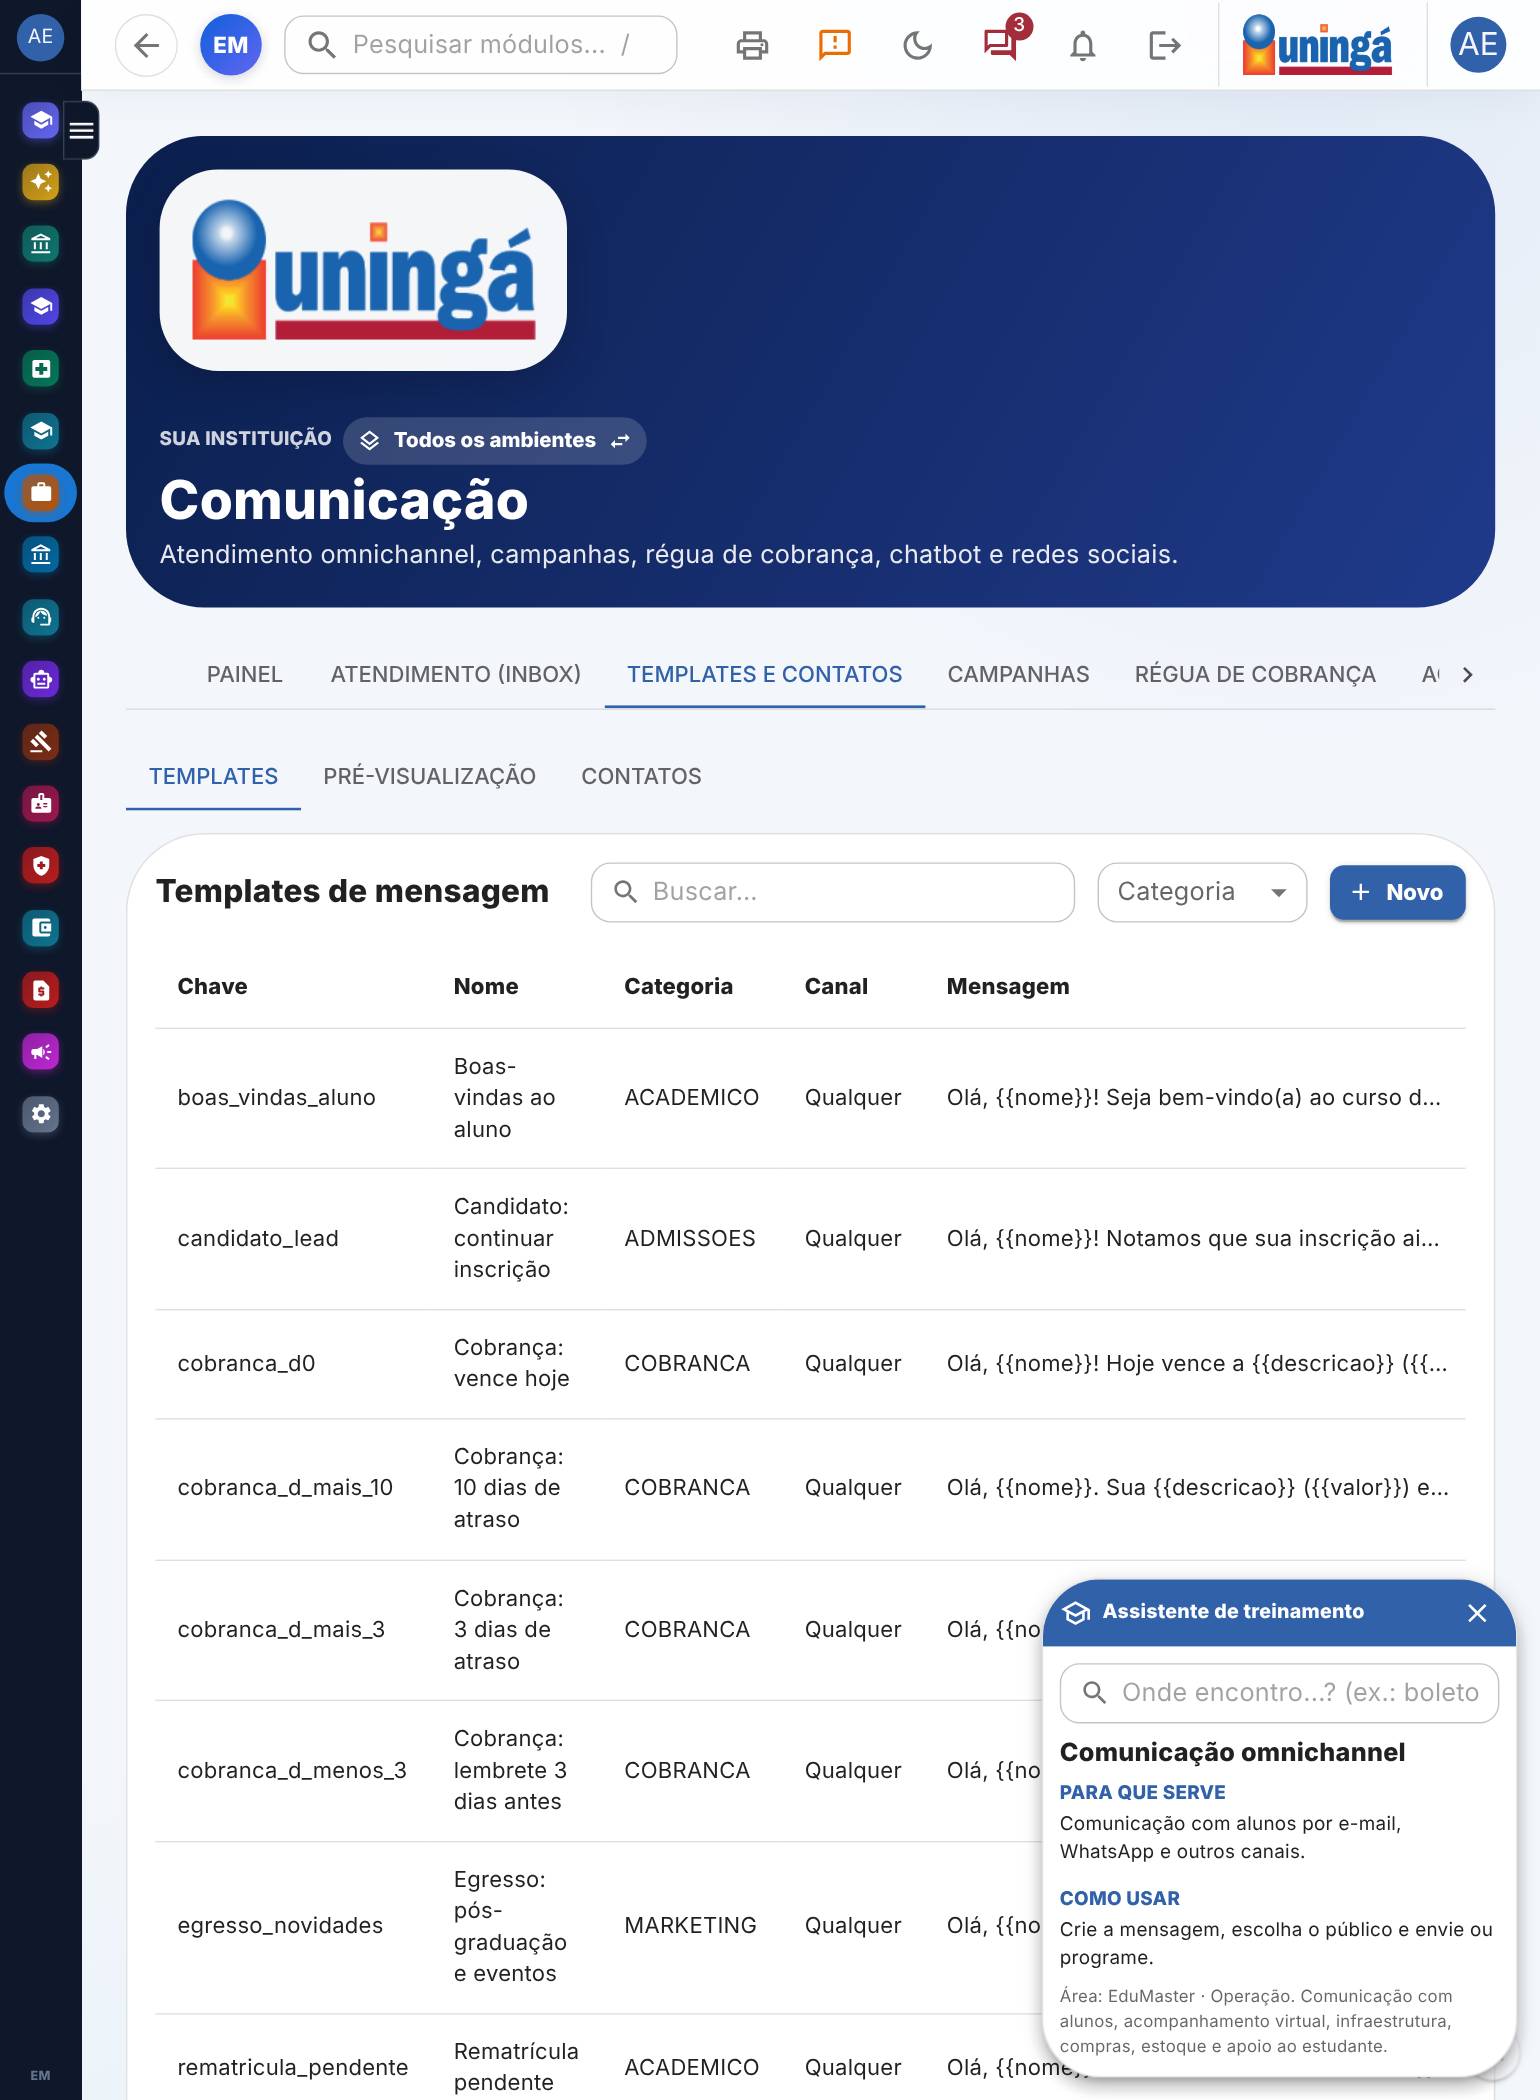 AE
EM
Pesquisar módulos... /
3
uningá
AE
uningá
SUA INSTITUIÇÃO
Todos os ambientes
Comunicação
Atendimento omnichannel, campanhas, régua de cobrança, chatbot e redes sociais.
PAINEL
ATENDIMENTO (INBOX)
TEMPLATES E CONTATOS
CAMPANHAS
RÉGUA DE COBRANÇA
TEMPLATES
PRÉ-VISUALIZAÇÃO
CONTATOS
Templates de mensagem
Buscar...
Categoria
Novo
Chave Nome Categoria Canal Mensagem
boas_vindas_aluno
Boas-
vindas ao
aluno
ACADEMICO
Qualquer
Olá, {{nome}}! Seja bem-vindo(a) ao curso d...
candidato_lead
Candidato:
continuar
inscrição
ADMISSOES
Qualquer
Olá, {{nome}}! Notamos que sua inscrição ai...
cobranca_d0
Cobrança:
vence hoje
COBRANCA
Qualquer
Olá, {{nome}}! Hoje vence a {{descricao}} ({{...
cobranca_d_mais_10
Cobrança:
10 dias de
atraso
COBRANCA
Qualquer
Olá, {{nome}}. Sua {{descricao}} ({{valor}}) e...
cobranca_d_mais_3
Cobrança:
3 dias de
atraso
COBRANCA
Qualquer
Olá, {{no
cobranca_d_menos_3
Cobrança:
lembrete 3
dias antes
COBRANCA
Qualquer
Olá, {{no
egresso_novidades
Egresso:
pós-
graduação
e eventos
MARKETING
Qualquer
Olá, {{no
rematricula_pendente
Rematrícula
pendente
ACADEMICO
Qualquer
Olá, {{nome
Assistente de treinamento
Onde encontro...? (ex.: boleto
Comunicação omnichannel
PARA QUE SERVE
Comunicação com alunos por e-mail,
WhatsApp e outros canais.
COMO USAR
Crie a mensagem, escolha o público e envie ou
programe.
Área: EduMaster · Operação. Comunicação com
alunos, acompanhamento virtual, infraestrutura,
compras, estoque e apoio ao estudante.
EM